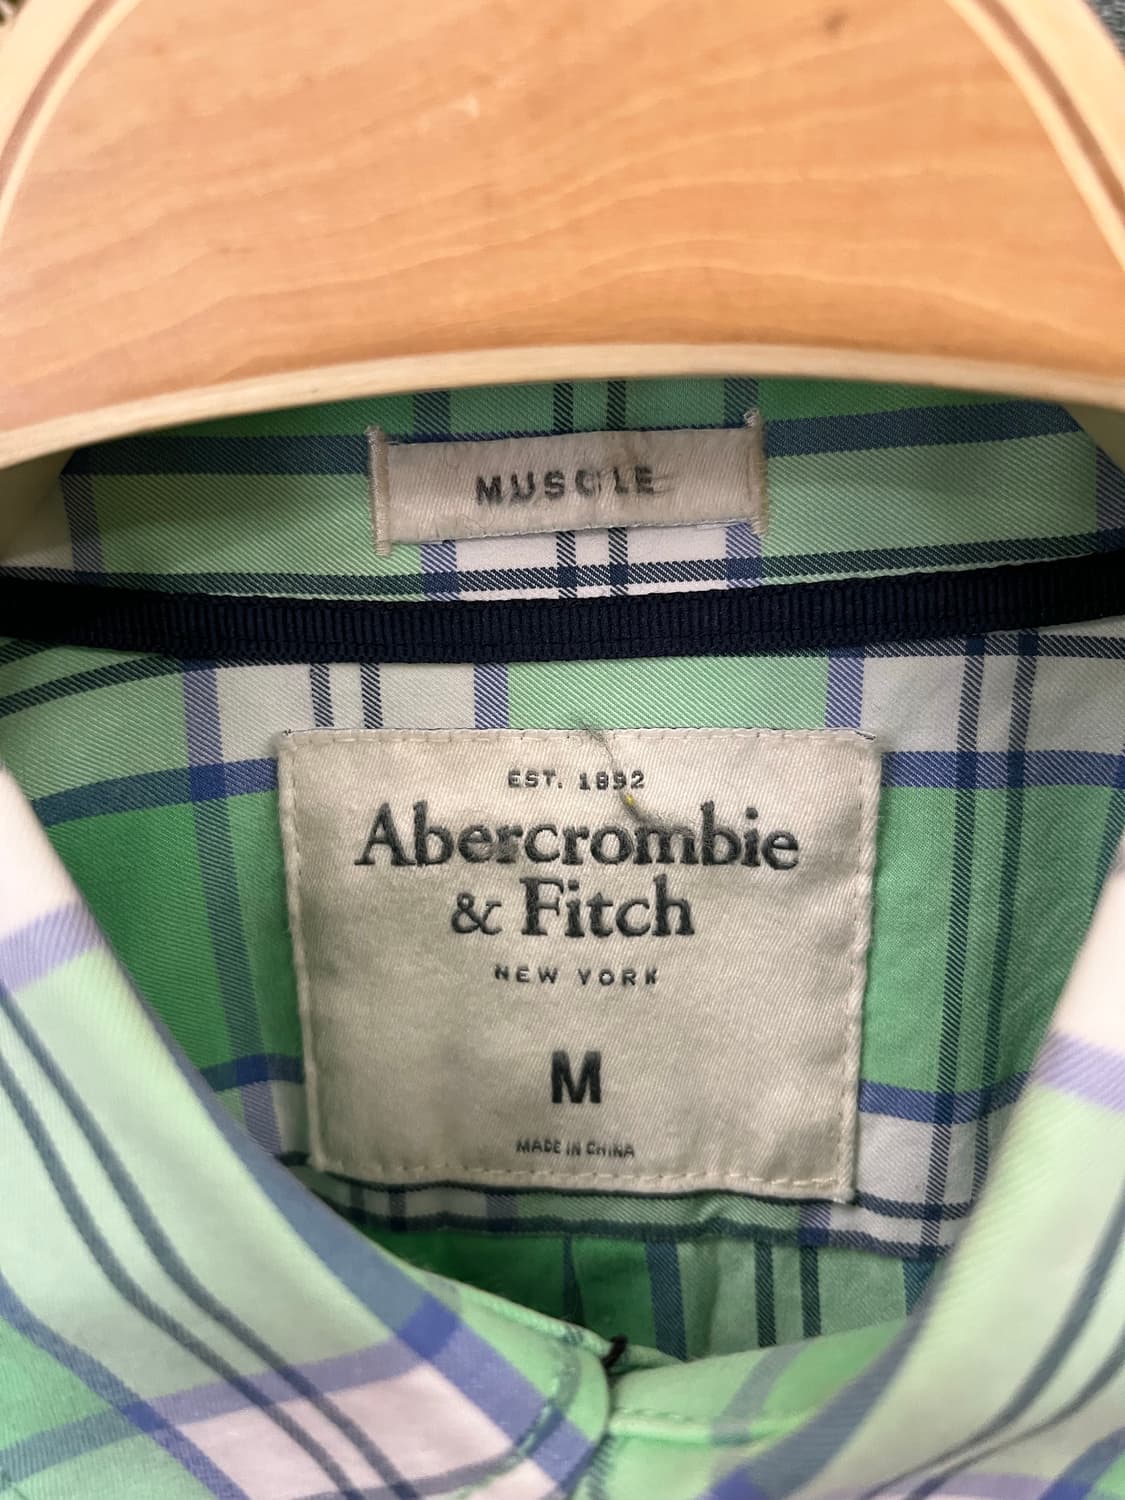 MUSCLE
EST. 1892
Abercrombie
& Fitch
NEW YORK
M
MADE IN CHINA